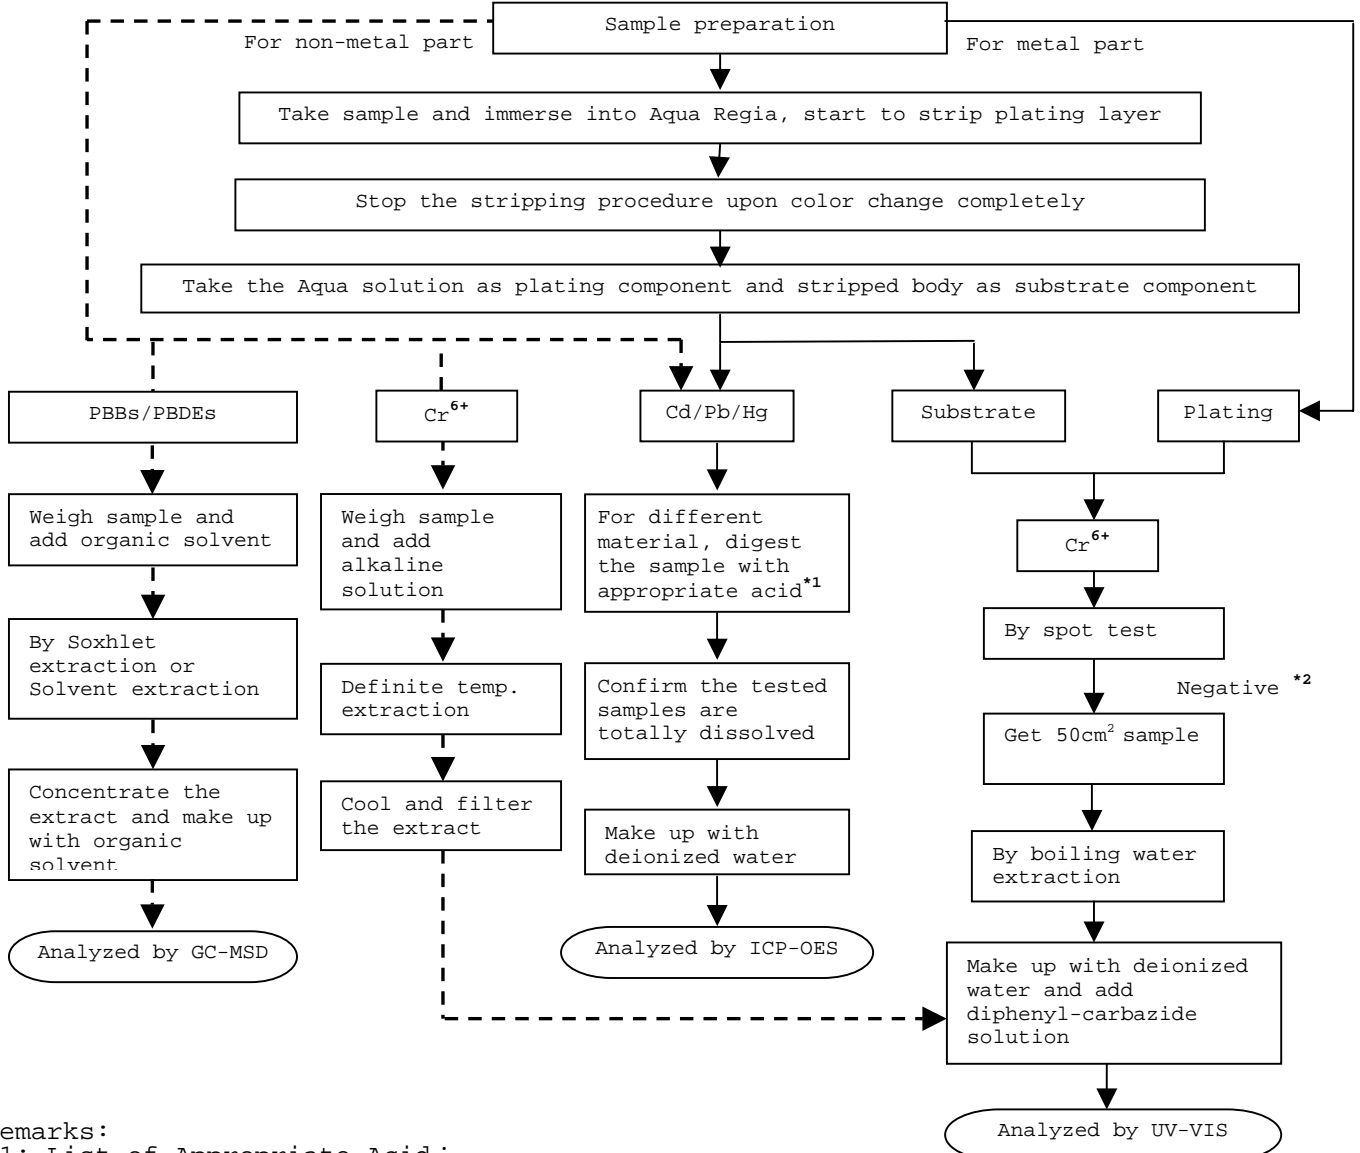 Sample preparation
For non-metal part
For metal part
Take sample and immerse into Aqua Regia, start to strip plating layer
Stop the stripping procedure upon color change completely
Take the Aqua solution as plating component and stripped body as substrate component
PBBs/PBDEs
Cr6+
Cd/Pb/Hg
Substrate
Plating
Weigh sample and
add organic solvent
By Soxhlet
extraction or
Solvent extraction
Concentrate the
extract and make up
with organic
solvent
Analyzed by GC-MSD
Weigh sample
and add
alkaline
solution
Definite temp.
extraction
Cool and filter
the extract
For different
material, digest
the sample with
appropriate acid*1
Confirm the tested
samples are
totally dissolved
Make up with
deionized water
Analyzed by ICP-OES
Cr6+
By spot test
Negative *2
Get 50cm2 sample
By boiling water
extraction
Make up with deionized
water and add
diphenyl-carbazide
solution
Analyzed by UV-VIS
emarks:
1: List of Appropriate Acid: